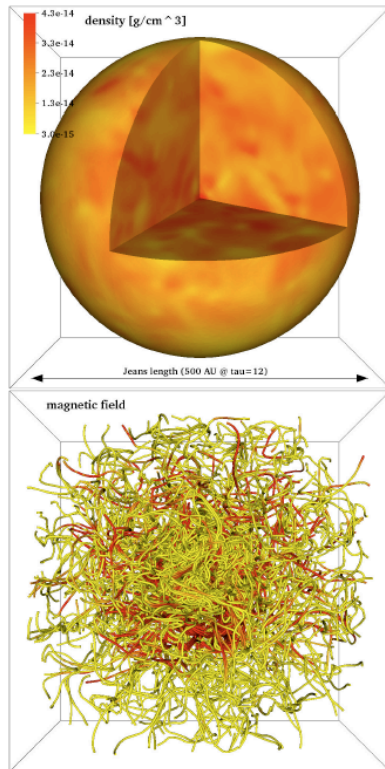 density [g/cm^3]
4.3e-14
3.3e-14
2.3e-14
1.3e-14
3.0e-15
Jeans length (500 AU @ tau=12)
magnetic field